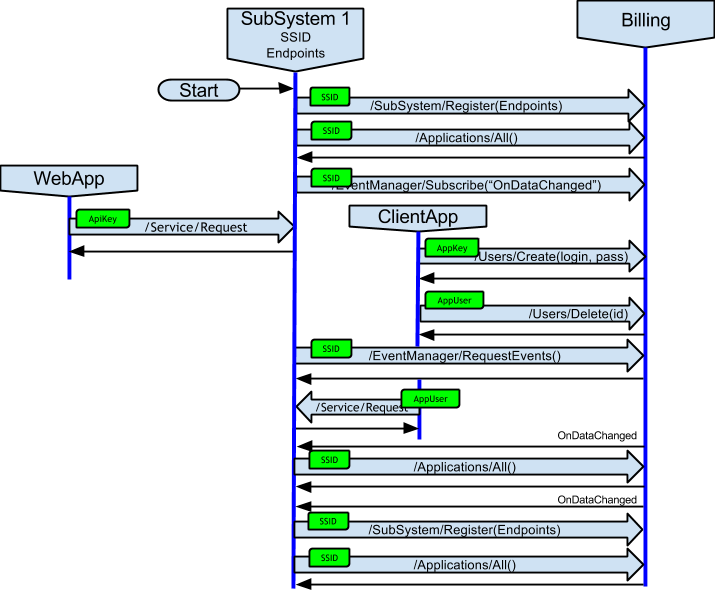 SubSystem 1
SSID
Endpoints
Billing
Start
SSID
/SubSystem/Register(Endpoints)
SSID
/Applications/All()
WebApp
SSID
/EventManager/Subscribe(“OnDataChanged”)
ApiKey
/Service/Request
ClientApp
AppKey
/Users/Create(login, pass)
AppUser
/Users/Delete(id)
SSID
/EventManager/RequestEvents()
AppUser
/Service/Request
OnDataChanged
SSID
/Applications/All()
OnDataChanged
SSID
/SubSystem/Register(Endpoints)
SSID
/Applications/All()